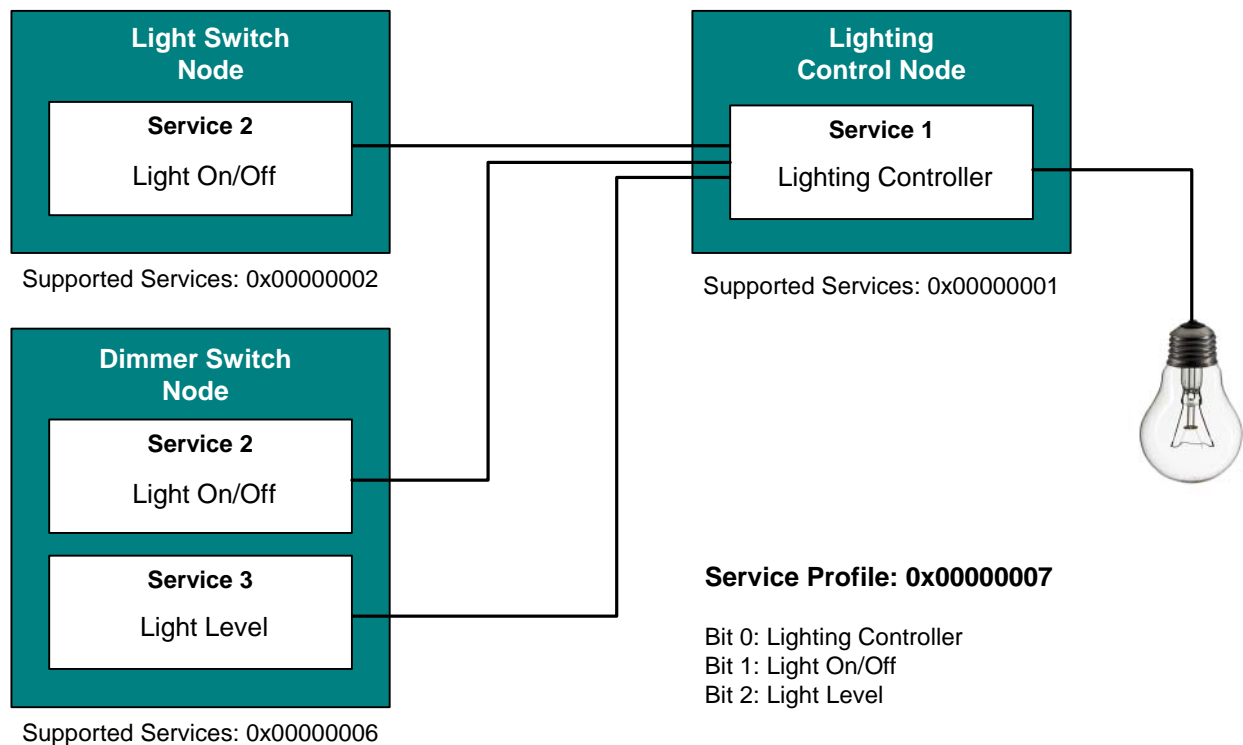 Light Switch
Node
Service 2
Light On/Off
Supported Services: 0x00000002
Lighting
Control Node
Service 1
Lighting Controller
Supported Services: 0x00000001
Dimmer Switch
Node
Service 2
Light On/Off
Service 3
Light Level
Supported Services: 0x00000006
Service Profile: 0x00000007
Bit 0: Lighting Controller
Bit 1: Light On/Off
Bit 2: Light Level